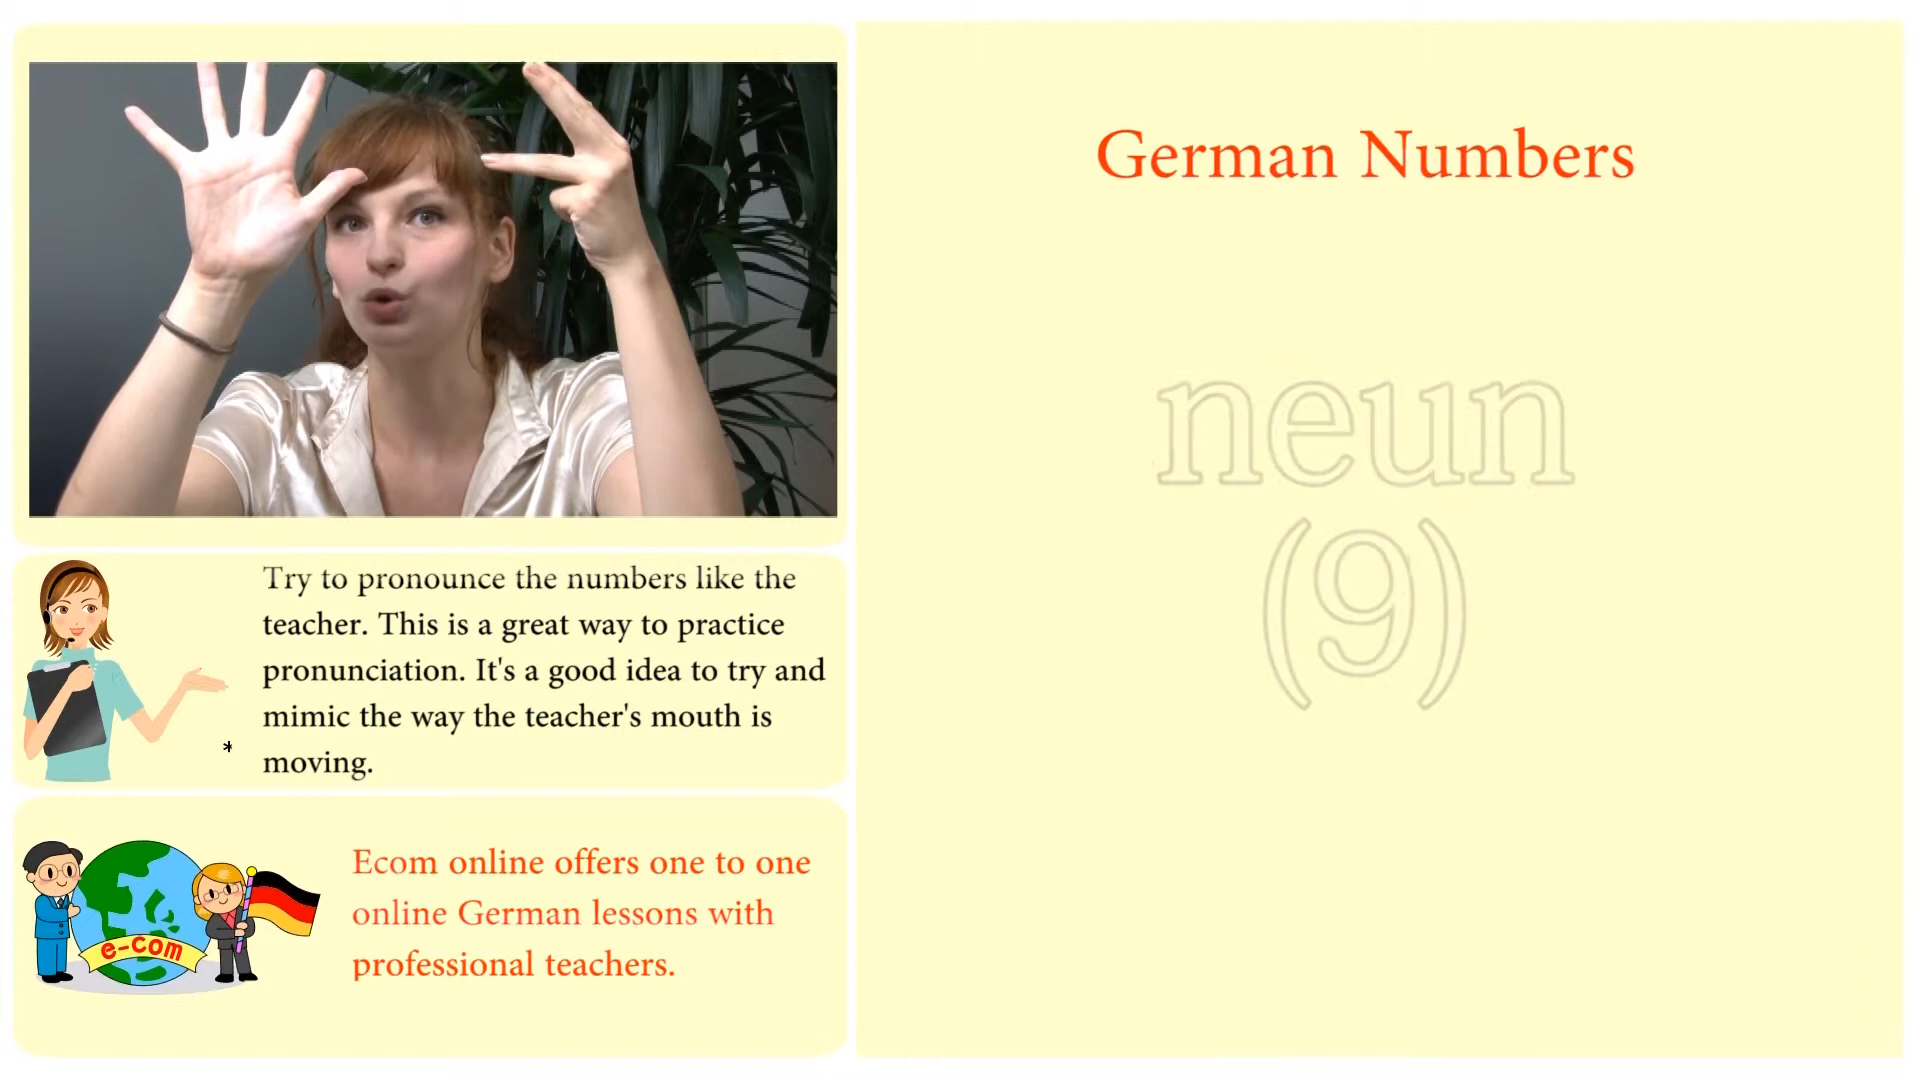 German Numbers
neun
(9)
Try to pronounce the numbers like the
teacher. This is a great way to practice
pronunciation. It's a good idea to try and
mimic the way the teacher's mouth is
* moving.
e-com
Ecom online offers one to one
online German lessons with
professional teachers.